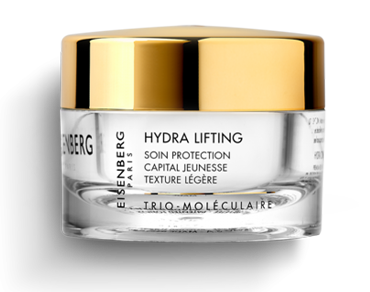 EISENBERG
PARIS
HYDRA LIFTING
SOIN PROTECTION
CAPITAL JEUNESSE
TEXTURE LÉGÈRE
TRIO-MOLÉCULAIRE